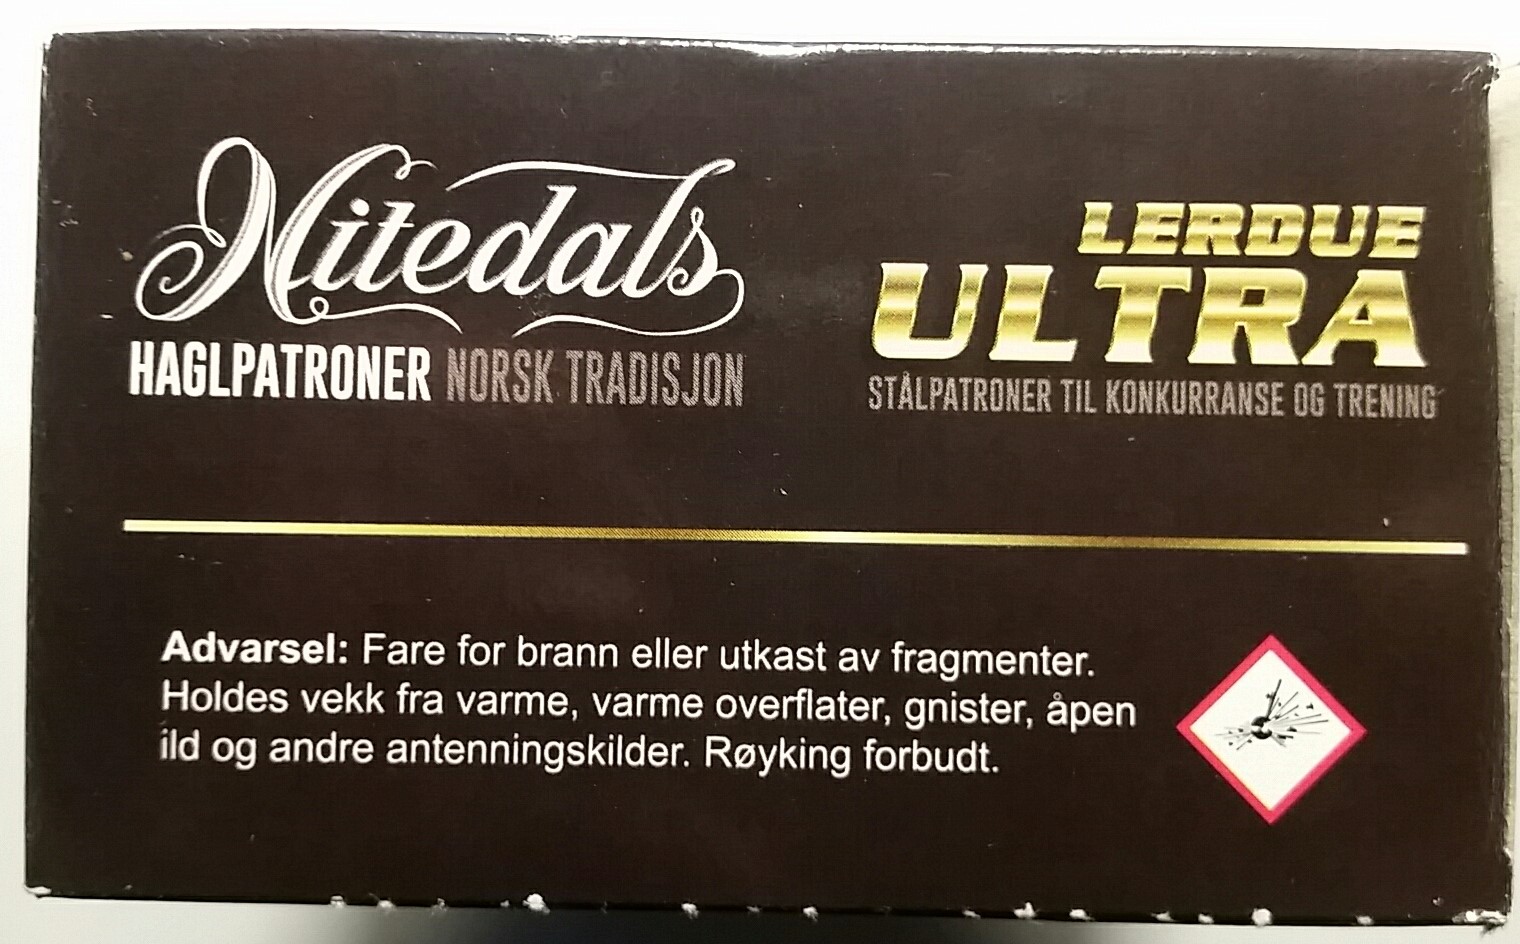 Nitedals
HAGLPATRONER NORSK TRADISJON
LERDUE
ULTRA
STÅLPATRONER TIL KONKURRANSE OG TRENING
Advarsel: Fare for brann eller utkast av fragmenter.
Holdes vekk fra varme, varme overflater, gnister, åpen
ild og andre antenningskilder. Røyking forbudt.